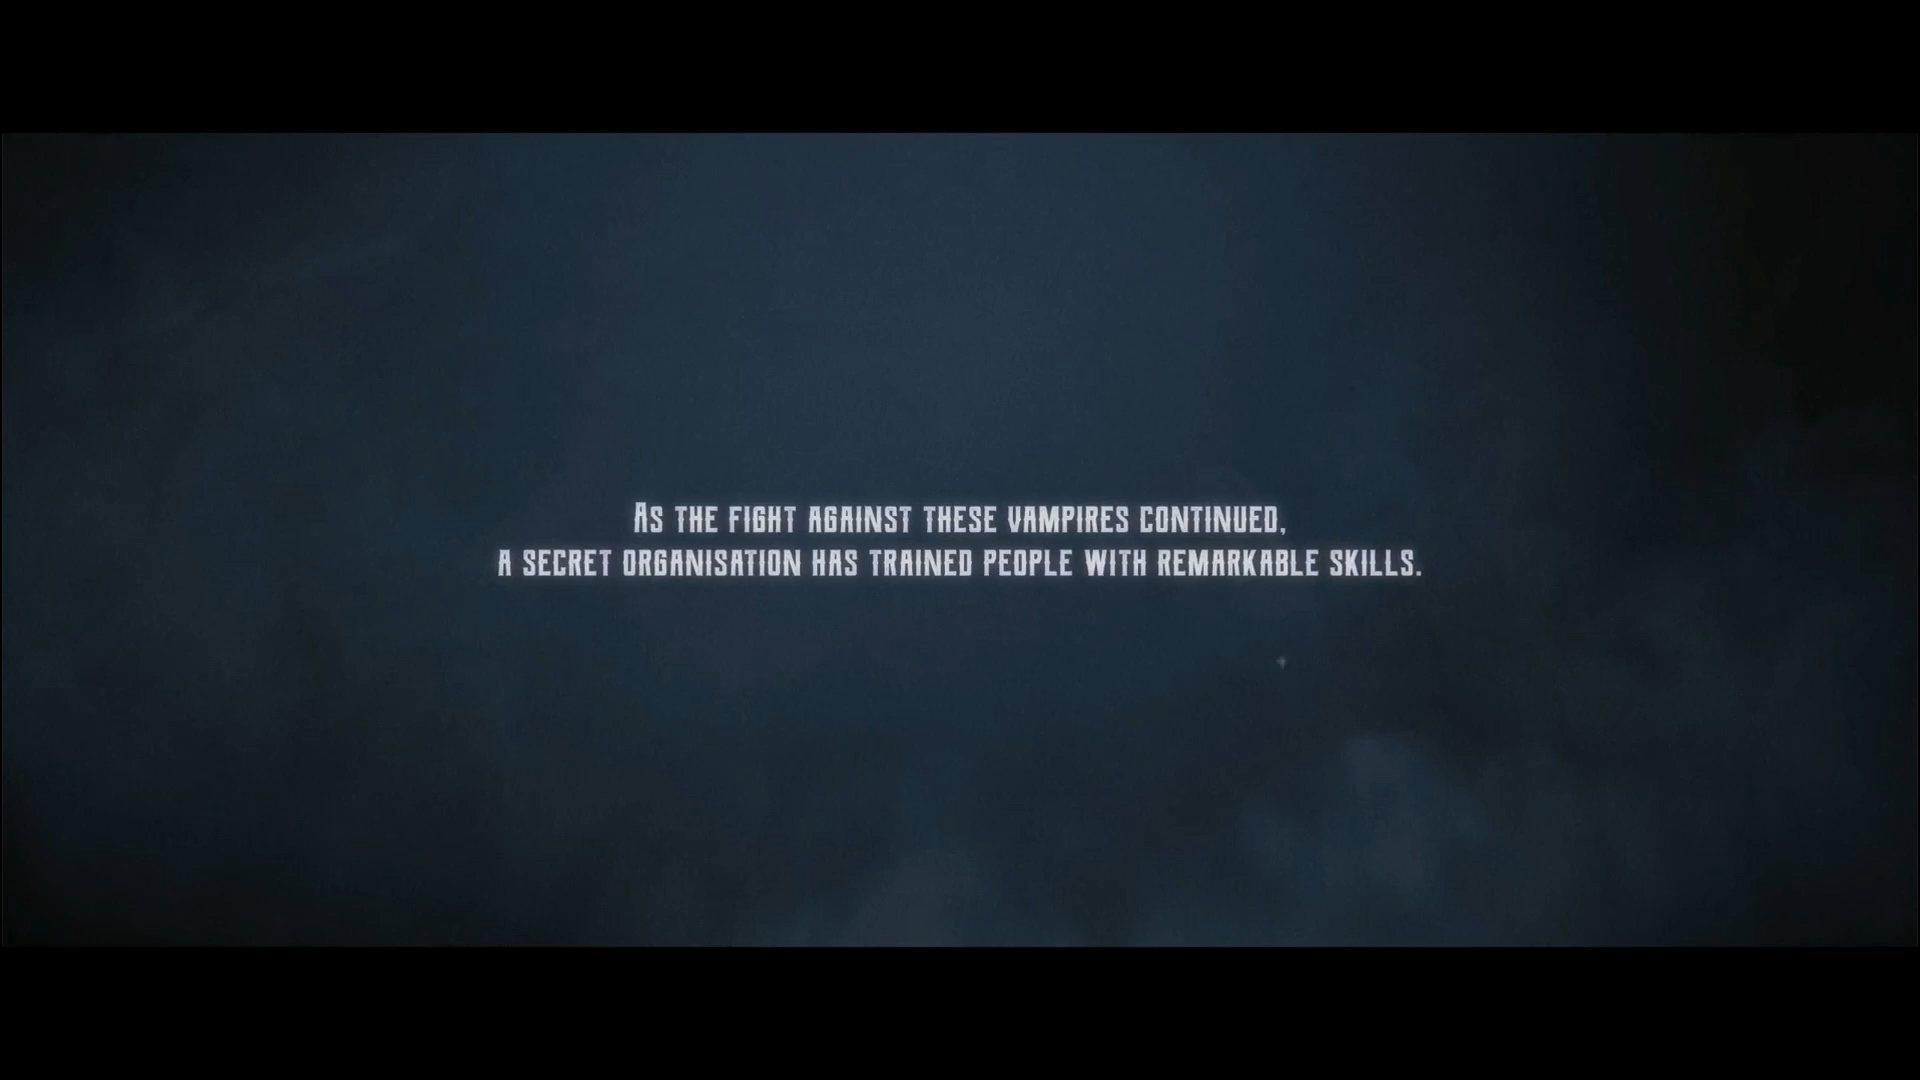 As the fight against these vampires continued,
a secret organisation has trained people with remarkable skills.